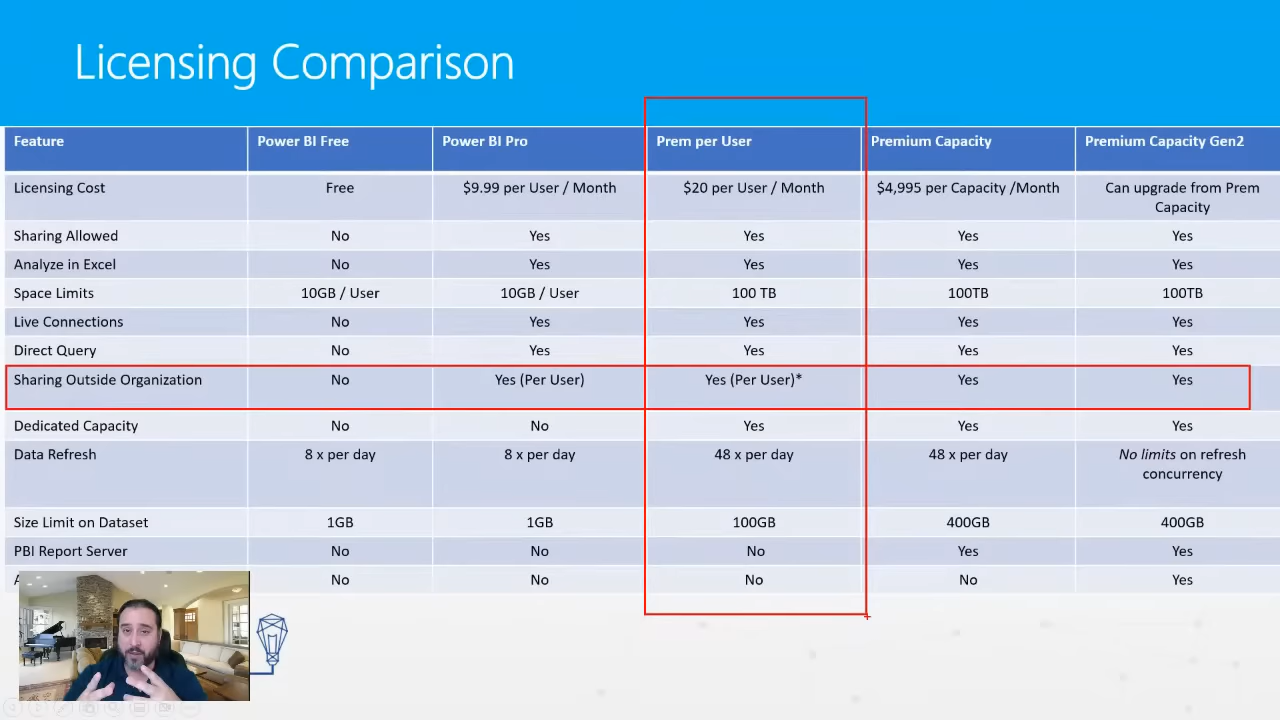 Licensing Comparison
Feature Power BI Free Power BI Pro Prem per User Premium Capacity Premium Capacity Gen2
Licensing Cost Free $9.99 per User / Month $20 per User / Month $4,995 per Capacity /Month Can upgrade from Prem
Capacity
Sharing Allowed No Yes Yes Yes Yes
Analyze in Excel No Yes Yes Yes Yes
Space Limits 10GB / User 10GB / User 100 TB 100TB 100TB
Live Connections No Yes Yes Yes Yes
Direct Query No Yes Yes Yes Yes
Sharing Outside Organization No Yes (Per User) Yes (Per User)* Yes Yes
Dedicated Capacity No No Yes Yes Yes
Data Refresh 8 x per day 8 x per day 48 x per day 48 x per day No limits on refresh
concurrency
Size Limit on Dataset 1GB 1GB 100GB 400GB 400GB
PBI Report Server No No No Yes Yes
No No No No Yes